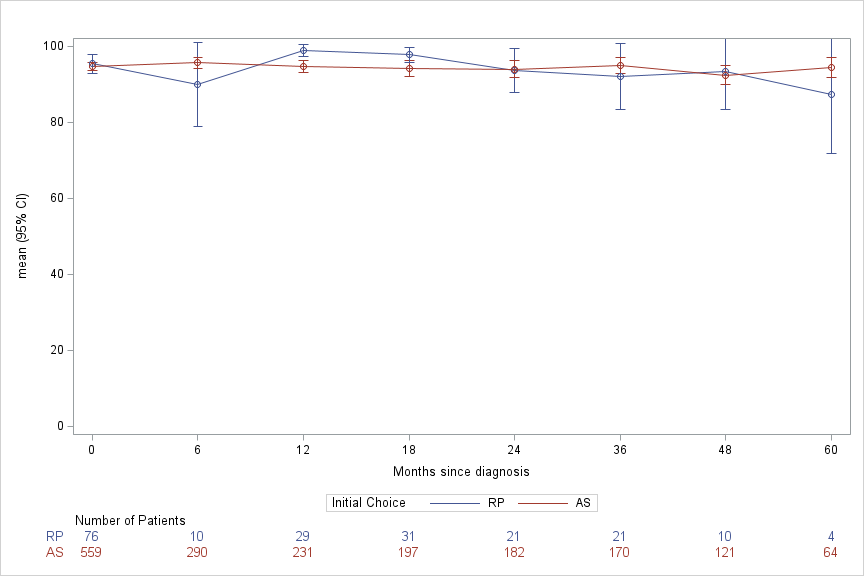 100
80
60
40
20
0
mean (95% CI)
0 6 12 18 24 36 48 60
Months since diagnosis
Initial Choice RP AS
Number of Patients
RP 76 10 29 31 21 21 10 4
AS 559 290 231 197 182 170 121 64